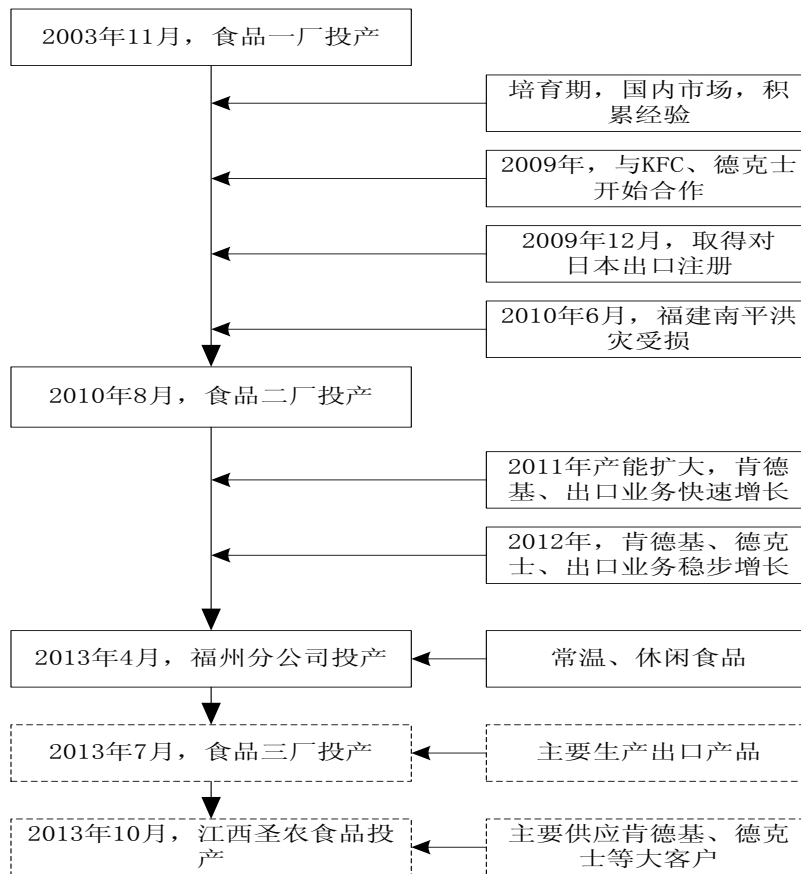 2003年11月，食品一厂投产
培育期，国内市场，积
累经验
2009年，与KFC、德克士
开始合作
2009年12月，取得对
日本出口注册
2010年6月，福建南平洪
灾受损
2010年8月，食品二厂投产
2011年产能扩大，肯德
基、出口业务快速增长
2012年，肯德基、德克
士、出口业务稳步增长
2013年4月，福州分公司投产
常温、休闲食品
2013年7月，食品三厂投产
主要生产出口产品
2013年10月，江西圣农食品投
产
主要供应肯德基、德克
士等大客户